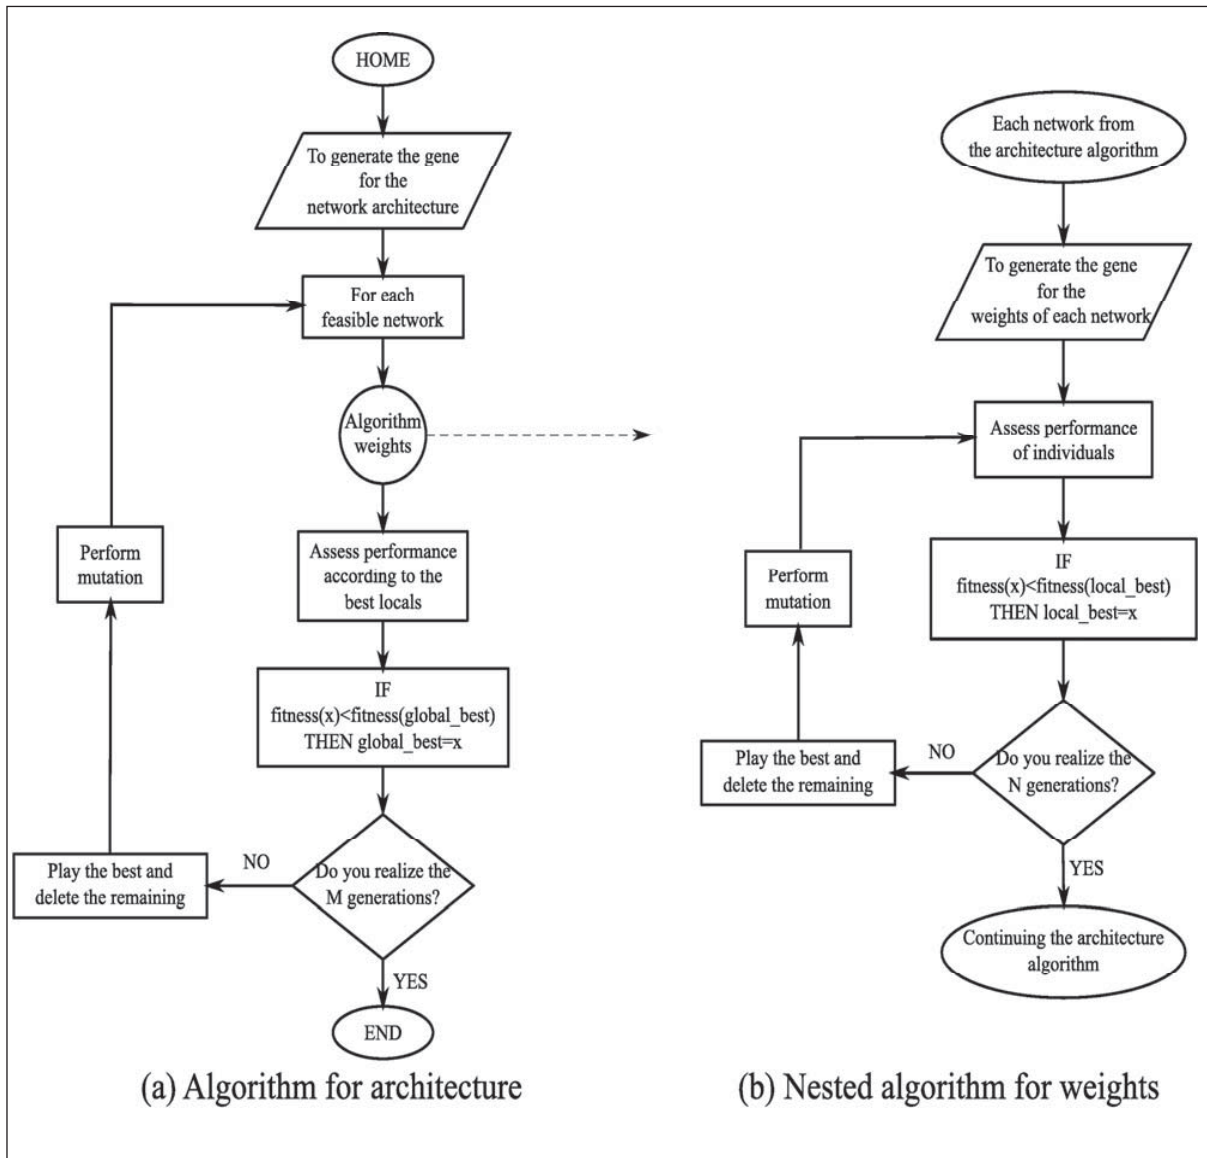 HOME
To generate the gene
for the
network architecture
For each
feasible network
Algorithm
weights
Assess performance
according to the
best locals
IF
fitness(x)<fitness(global_best)
THEN global_best=x
Do you realize the
M generations?
NO
Play the best and
delete the remaining
Perform
mutation
YES
END
(a) Algorithm for architecture
Each network from
the architecture algorithm
To generate the gene
for the
weights of each network
Assess performance
of individuals
IF
fitness(x)<fitness(local_best)
THEN local_best=x
Do you realize the
N generations?
NO
Play the best and
delete the remaining
Perform
mutation
YES
Continuing the architecture
algorithm
(b) Nested algorithm for weights